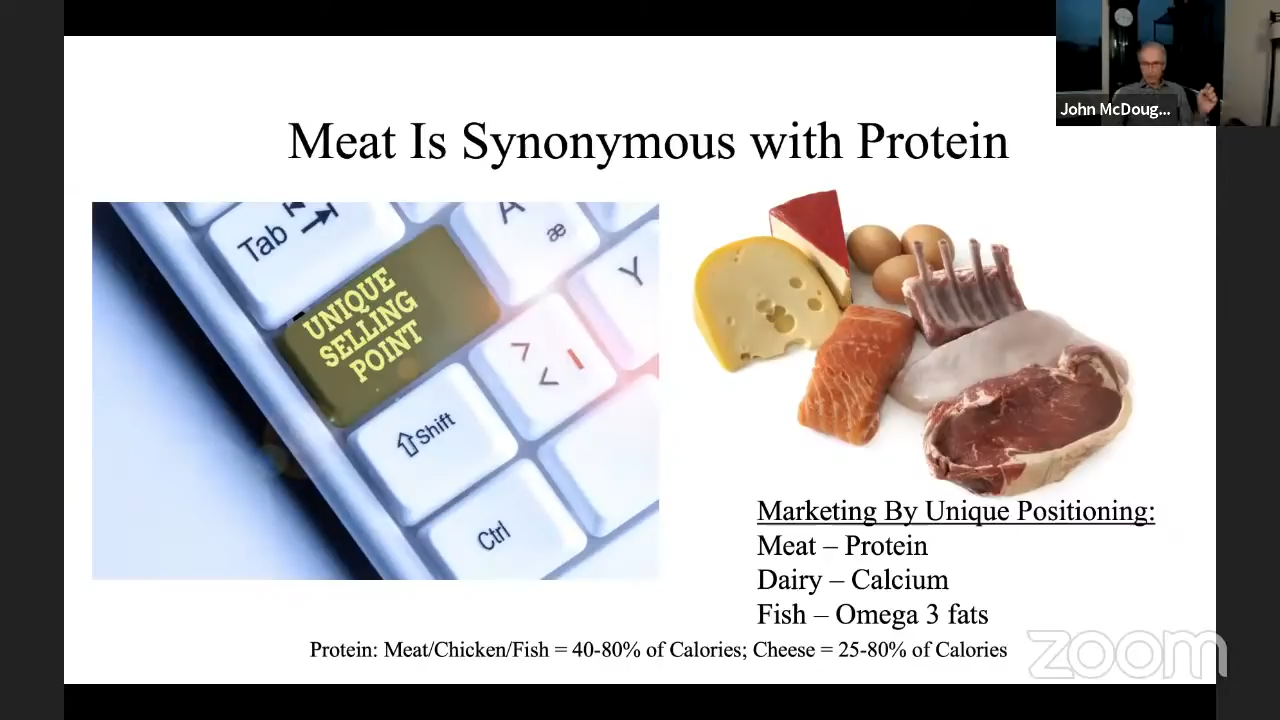 John McDoug...
Meat Is Synonymous with Protein
Tab
A
æ
UNIQUE
SELLING
POINT
Y
>
<
|
Shift
Ctrl
Marketing By Unique Positioning:
Meat – Protein
Dairy – Calcium
Fish – Omega 3 fats
Protein: Meat/Chicken/Fish = 40-80% of Calories; Cheese = 25-80% of Calories
zoom